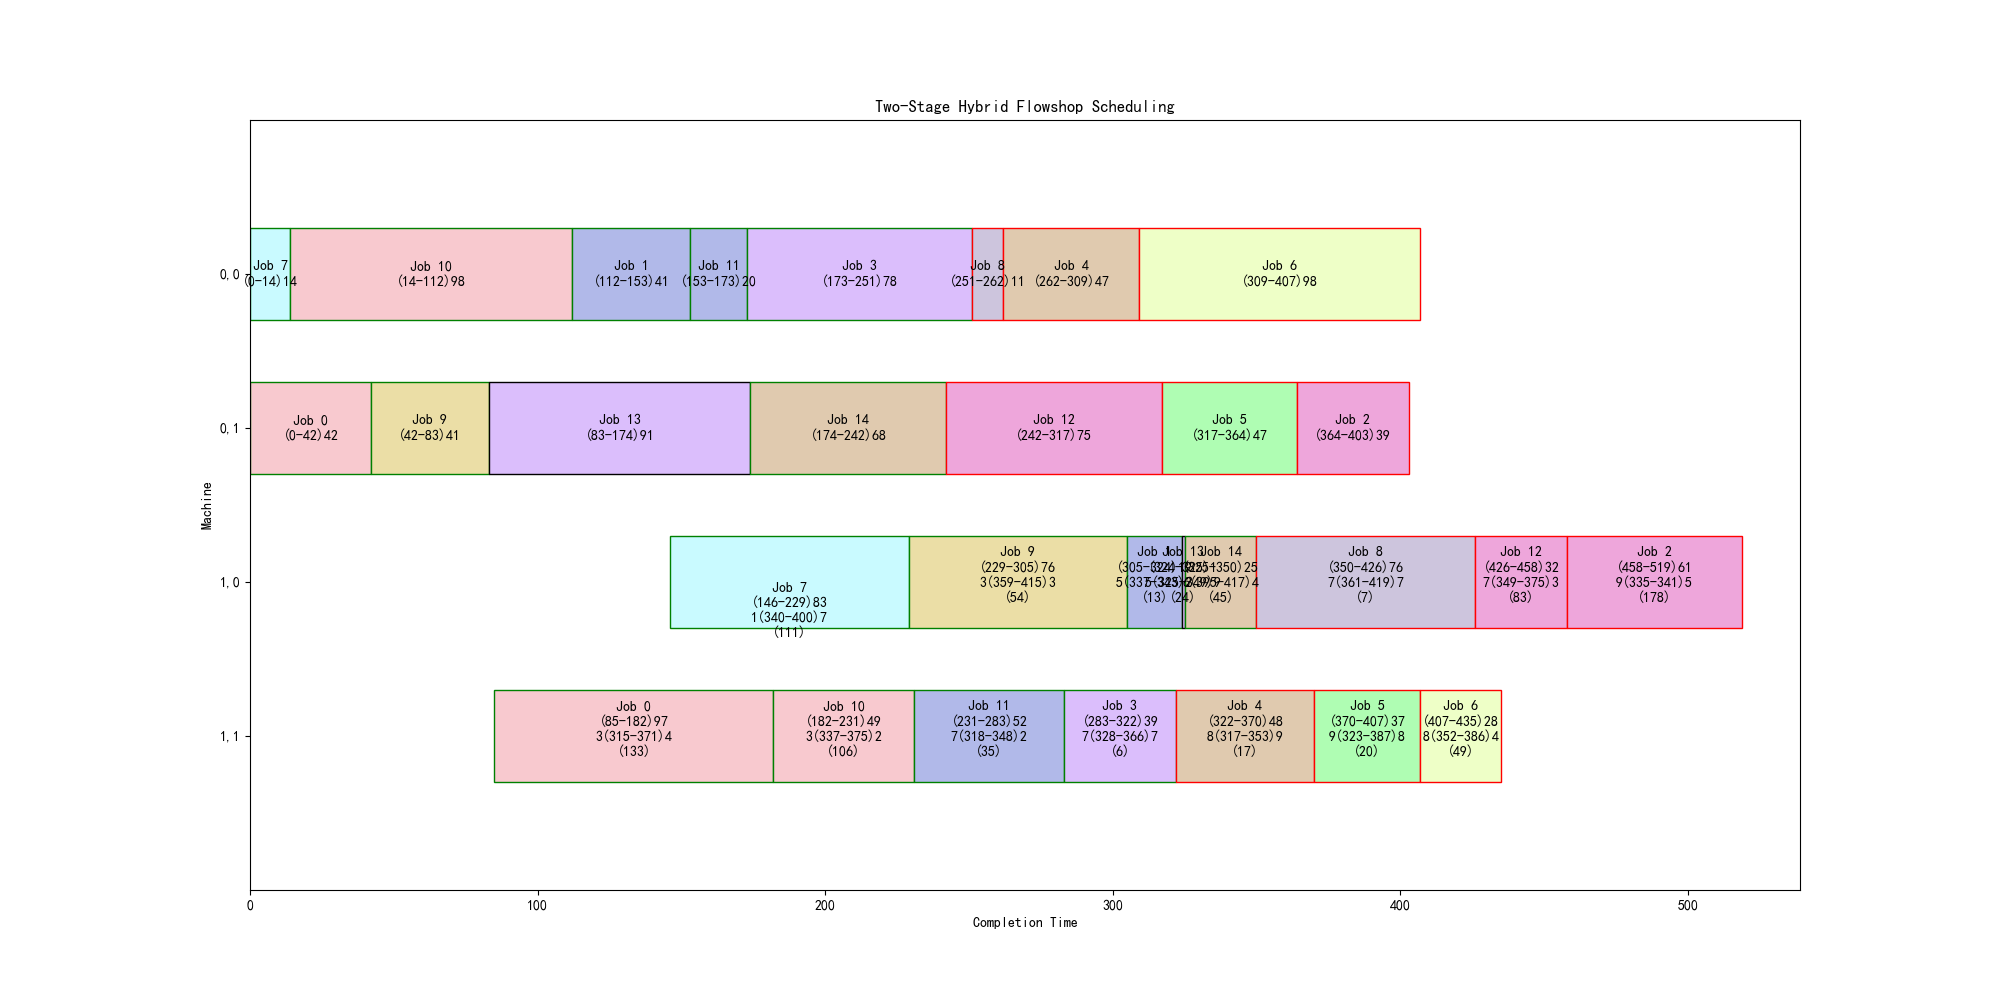 Two-Stage Hybrid Flowshop Scheduling
0,0
Job 7
(0-14)14
Job 10
(14-112)98
Job 1
(112-153)41
Job 11
(153-173)20
Job 3
(173-251)78
Job 8
(251-262)11
Job 4
(262-309)47
Job 6
(309-407)98
0,1
Job 0
(0-42)42
Job 9
(42-83)41
Job 13
(83-174)91
Job 14
(174-242)68
Job 12
(242-317)75
Job 5
(317-364)47
Job 2
(364-403)39
Machine
1,0
Job 7
(146-229)83
1(340-400)7
(111)
Job 9
(229-305)76
3(359-415)3
(54)
Job 1
(13)
Job 13
(24)
Job 14
(45)
Job 8
(350-426)76
7(361-419)7
(7)
Job 12
(426-458)32
7(349-375)3
(83)
Job 2
(458-519)61
9(335-341)5
(178)
1,1
Job 0
(85-182)97
3(315-371)4
(133)
Job 10
(182-231)49
3(337-375)2
(106)
Job 11
(231-283)52
7(318-348)2
(35)
Job 3
(283-322)39
7(328-366)7
(6)
Job 4
(322-370)48
8(317-353)9
(17)
Job 5
(370-407)37
9(323-387)8
(20)
Job 6
(407-435)28
8(352-386)4
(49)
0
100
200
300
400
500
Completion Time